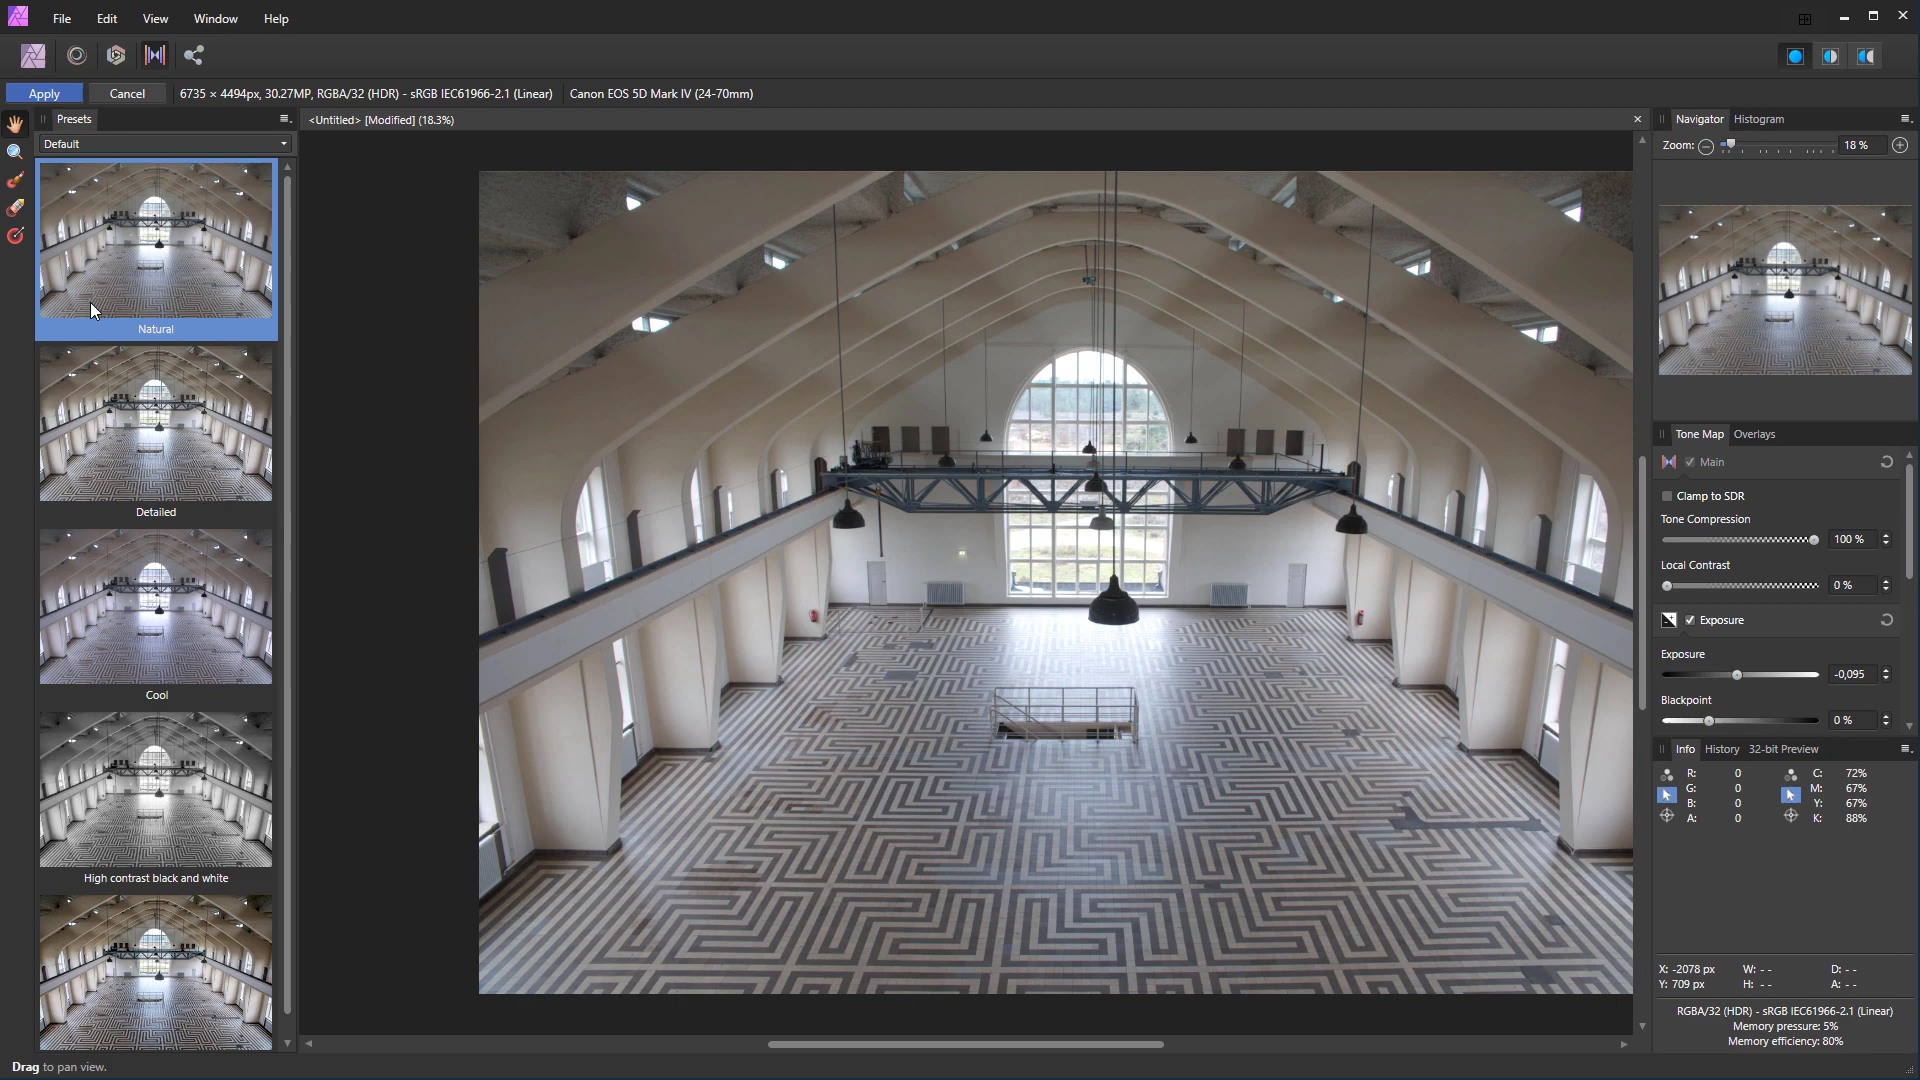 File Edit View Window Help
Apply Cancel 6735 × 4494px, 30.27MP, RGBA/32 (HDR) - sRGB IEC61966-2.1 (Linear) Canon EOS 5D Mark IV (24-70mm)
Presets
Default
Natural
Detailed
Cool
High contrast black and white
<Untitled> [Modified] (18.3%)
Navigator Histogram
Zoom: 18 %
Tone Map Overlays
Main
Clamp to SDR
Tone Compression
100 %
Local Contrast
0 %
Exposure
Exposure
-0,095
Blackpoint
0 %
Info History 32-bit Preview
R: 0 C: 72%
G: 0 M: 67%
B: 0 Y: 67%
A: 0 K: 88%
X: -2078 px W: - - D: - -
Y: 709 px H: - - A: - -
RGBA/32 (HDR) - sRGB IEC61966-2.1 (Linear)
Memory pressure: 5%
Memory efficiency: 80%
Drag to pan view.